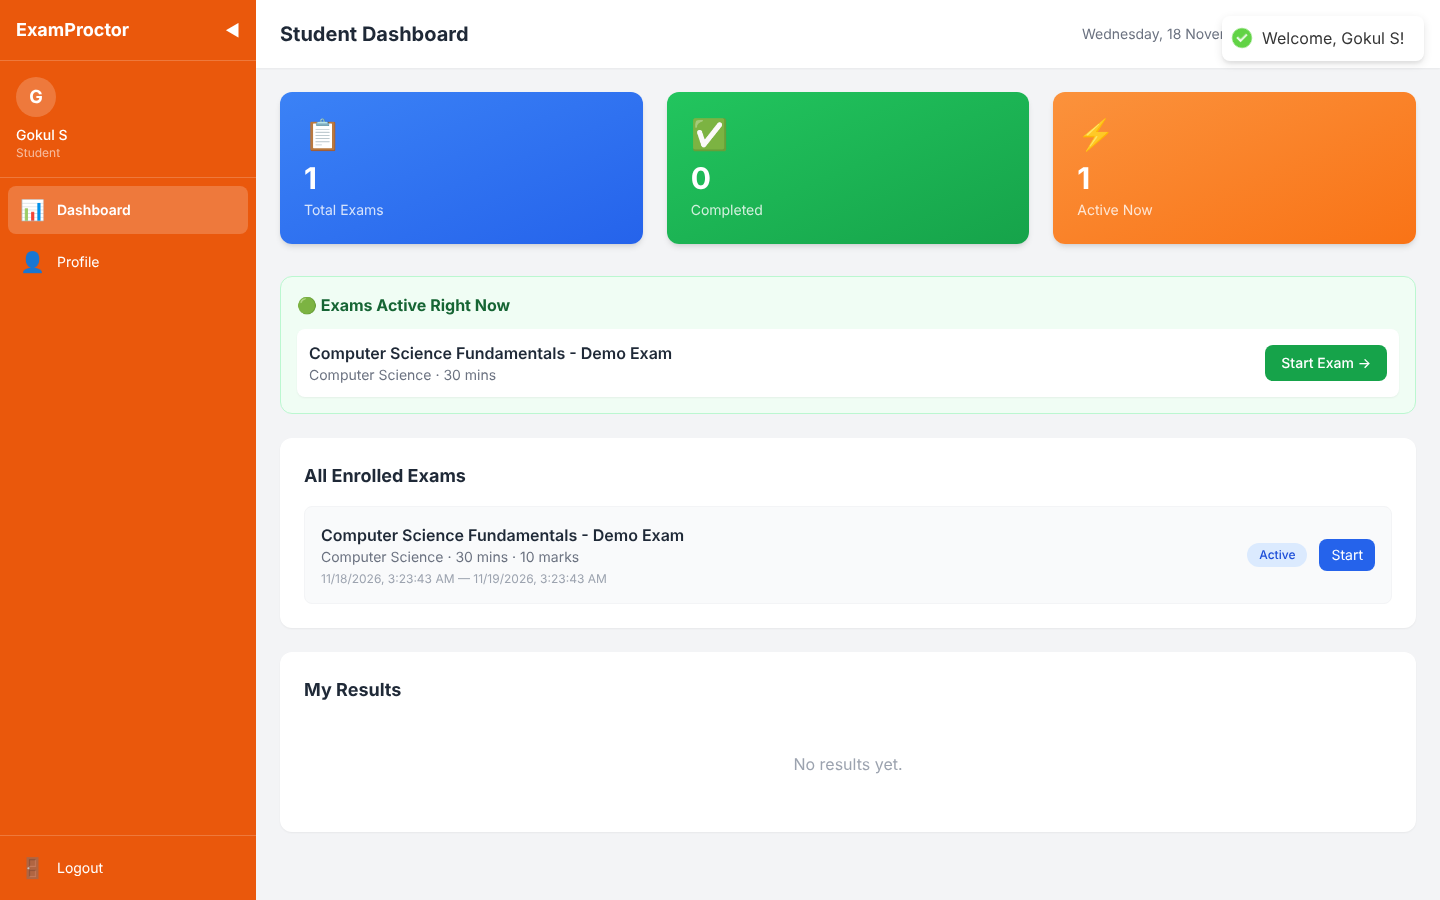 ExamProctor
G
Gokul S
Student
Dashboard
Profile
Logout
Student Dashboard
Wednesday, 18
Welcome, Gokul S!
1
Total Exams
0
Completed
1
Active Now
Exams Active Right Now
Computer Science Fundamentals - Demo Exam
Computer Science · 30 mins
Start Exam →
All Enrolled Exams
Computer Science Fundamentals - Demo Exam
Computer Science · 30 mins · 10 marks
11/18/2026, 3:23:43 AM — 11/19/2026, 3:23:43 AM
Active
Start
My Results
No results yet.